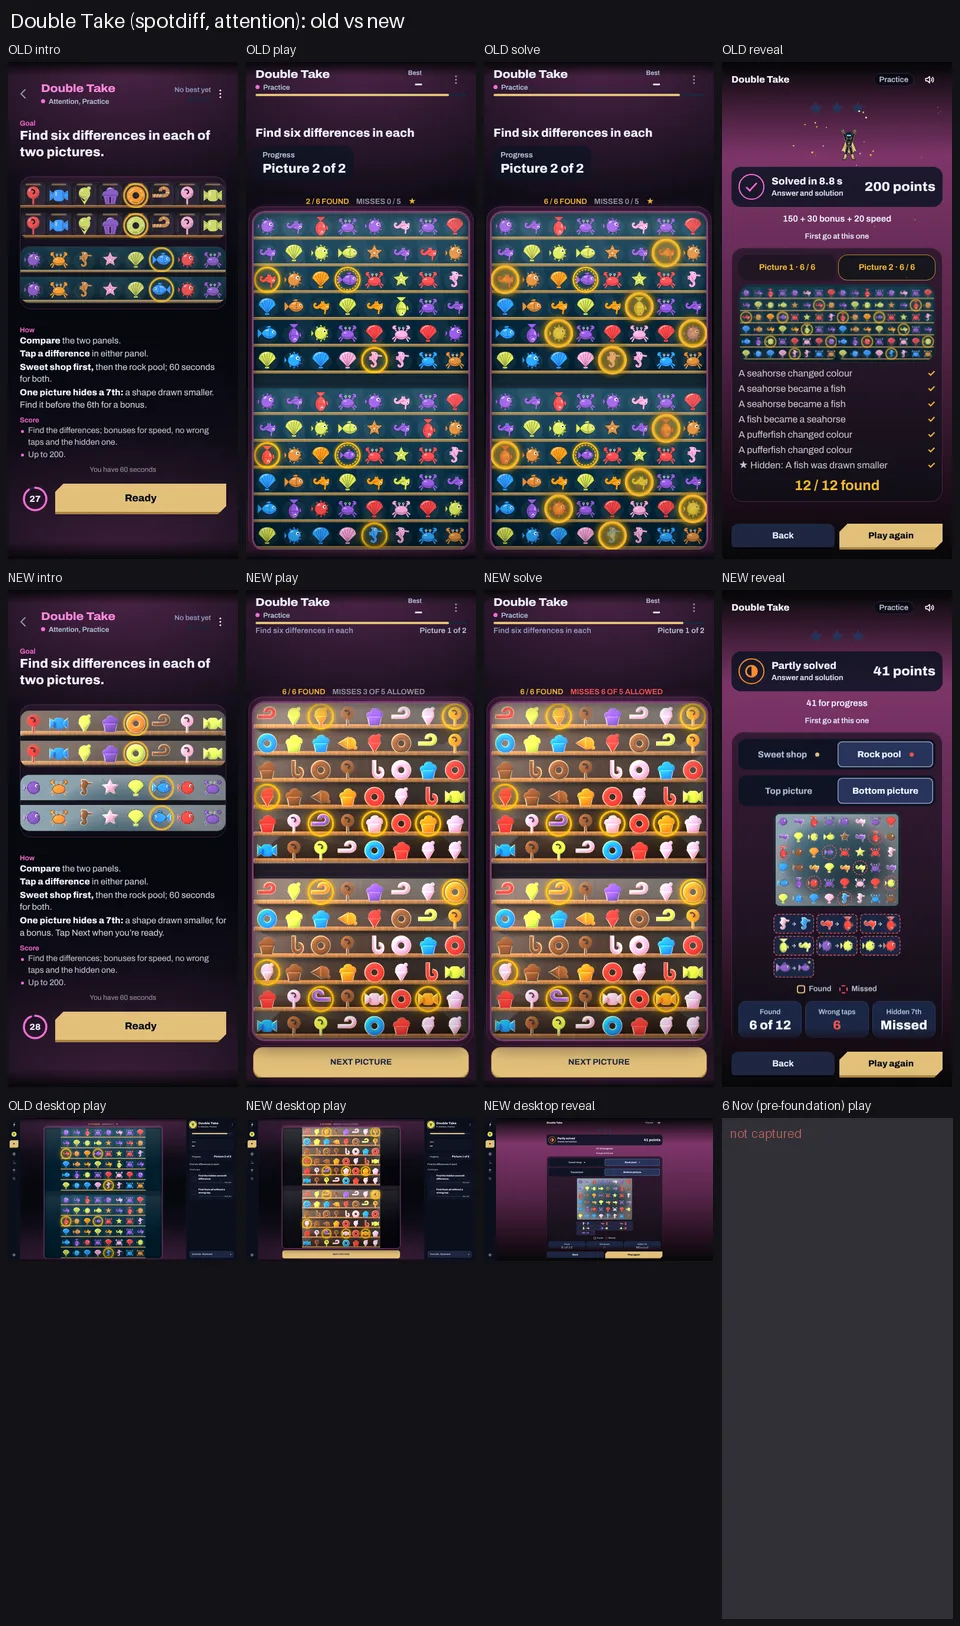 Double Take (spotdiff, attention): old vs new
OLD intro
Double Take
Attention, Practice
No best yet
Goal
Find six differences in each of
two pictures.
How
Compare the two panels.
Tap a difference in either panel.
Sweet shop first, then the rock pool; 60 seconds
for both.
One picture hides a 7th: a shape drawn smaller.
Find it before the 6th for a bonus.
Score
Find the differences; bonuses for speed, no wrong
taps and the hidden one.
Up to 200.
You have 60 seconds
27
Ready
OLD play
Double Take
Practice
Best
Find six differences in each
Progress
Picture 2 of 2
2/6 FOUND MISSES 0/5 ★
OLD solve
Double Take
Practice
Best
Find six differences in each
Progress
Picture 2 of 2
6/6 FOUND MISSES 0/5 ★
OLD reveal
Double Take
Practice
Solved in 8.8 s
Answer and solution
200 points
150 + 30 bonus + 20 speed
First go at this one
Picture 1 · 6/6
Picture 2 · 6/6
A seahorse changed colour
A seahorse became a fish
A seahorse became a fish
A fish became a seahorse
A pufferfish changed colour
A pufferfish changed colour
★ Hidden: A fish was drawn smaller
12 / 12 found
Back
Play again
NEW intro
Double Take
Attention, Practice
No best yet
Goal
Find six differences in each of
two pictures.
How
Compare the two panels.
Tap a difference in either panel.
Sweet shop first, then the rock pool; 60 seconds
for both.
One picture hides a 7th: a shape drawn smaller, for
a bonus. Tap Next when you're ready.
Score
Find the differences; bonuses for speed, no wrong
taps and the hidden one.
Up to 200.
You have 60 seconds
28
Ready
NEW play
Double Take
Practice
Best
Find six differences in each
Picture 1 of 2
6/6 FOUND MISSES 3 OF 5 ALLOWED
NEXT PICTURE
NEW solve
Double Take
Practice
Best
Find six differences in each
Picture 1 of 2
6/6 FOUND MISSES 6 OF 5 ALLOWED
NEXT PICTURE
NEW reveal
Double Take
Practice
Partly solved
Answer and solution
41 points
41 for progress
First go at this one
Sweet shop
Rock pool
Top picture
Bottom picture
Found
Missed
Found
6 of 12
Wrong taps
6
Hidden 7th
Missed
Back
Play again
OLD desktop play
NEW desktop play
NEW desktop reveal
6 Nov (pre-foundation) play
not captured